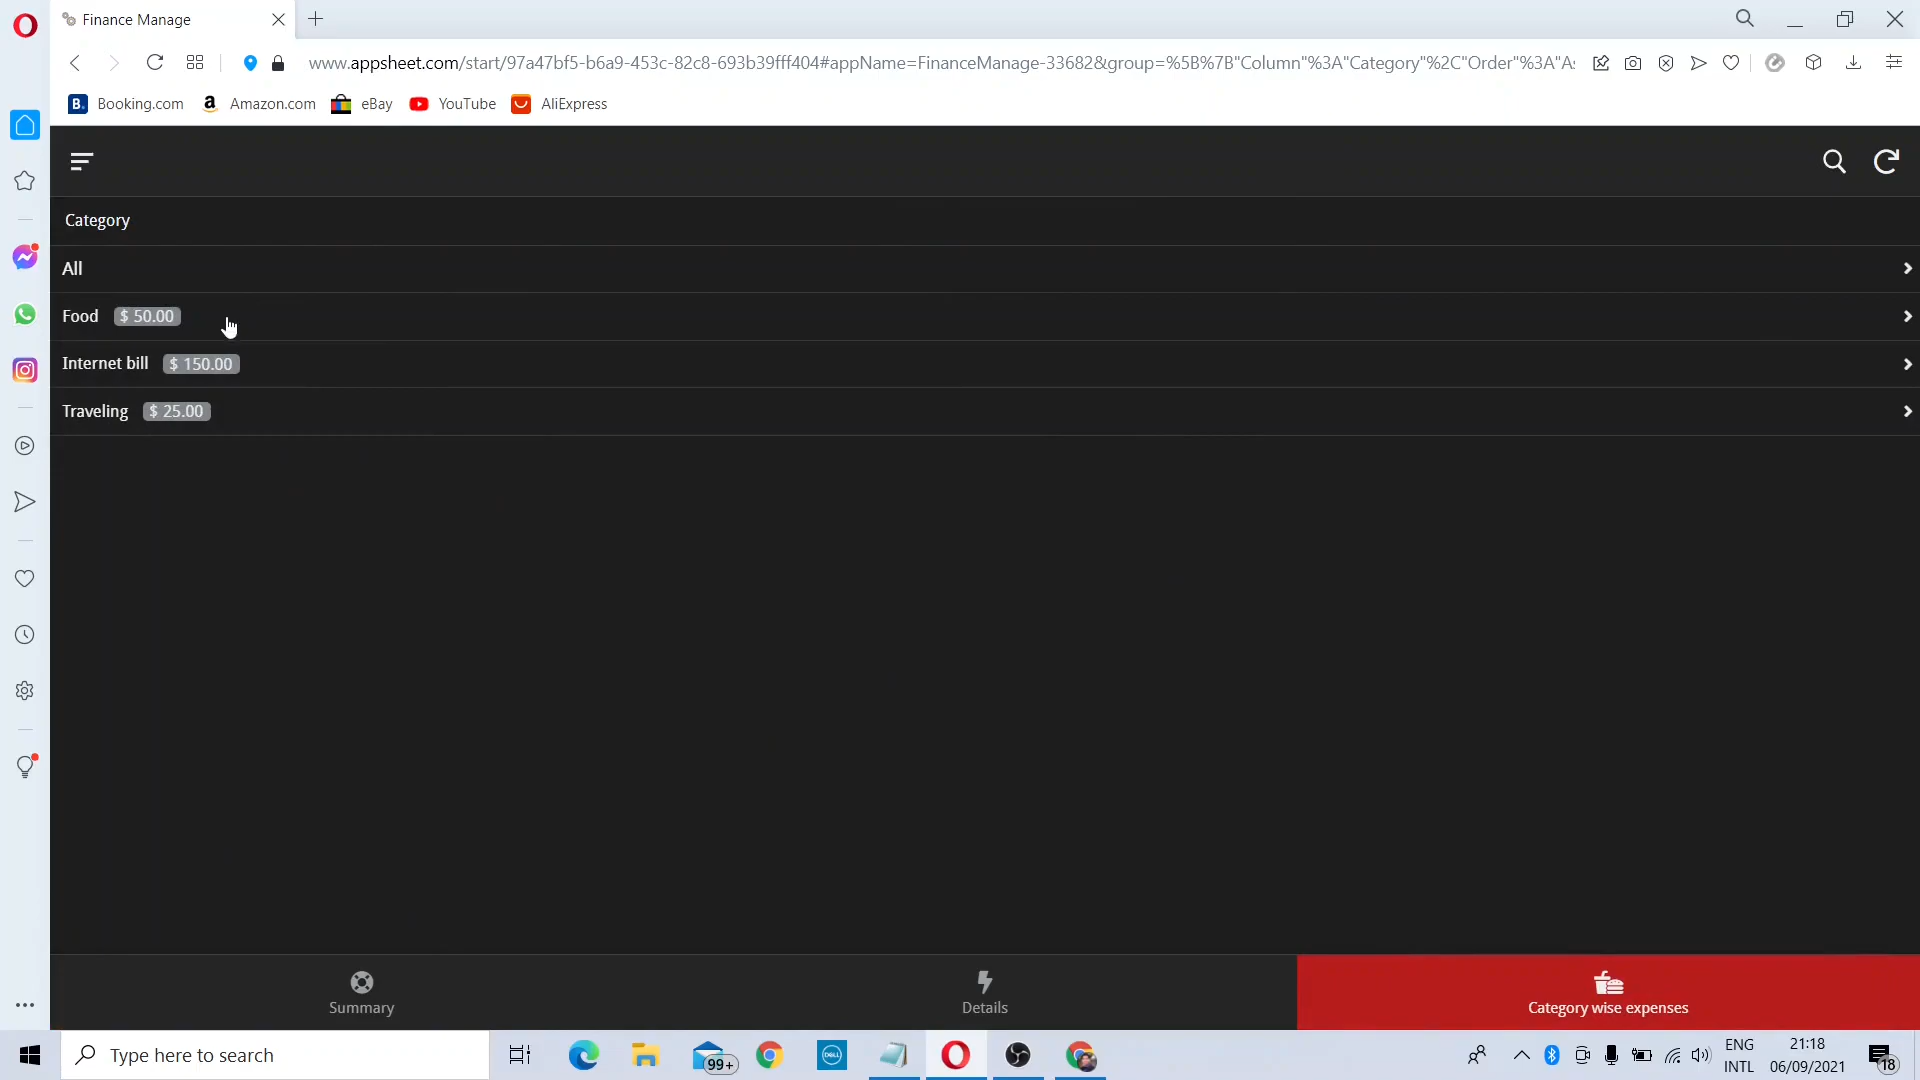 Finance Manage
www.appsheet.com/start/97a47bf5-b6a9-453c-82c8-693b39fff404#appName=FinanceManage-33682&group=%5B%7B"Column"%3A"Category"%2C"Order"%3A"As
B. Booking.com a Amazon.com eBay YouTube AliExpress
Category
All
Food $ 50.00
Internet bill $ 150.00
Traveling $ 25.00
Summary Details Category wise expenses
Type here to search
99+
DELL
ENG
INTL
21:18
06/09/2021
18